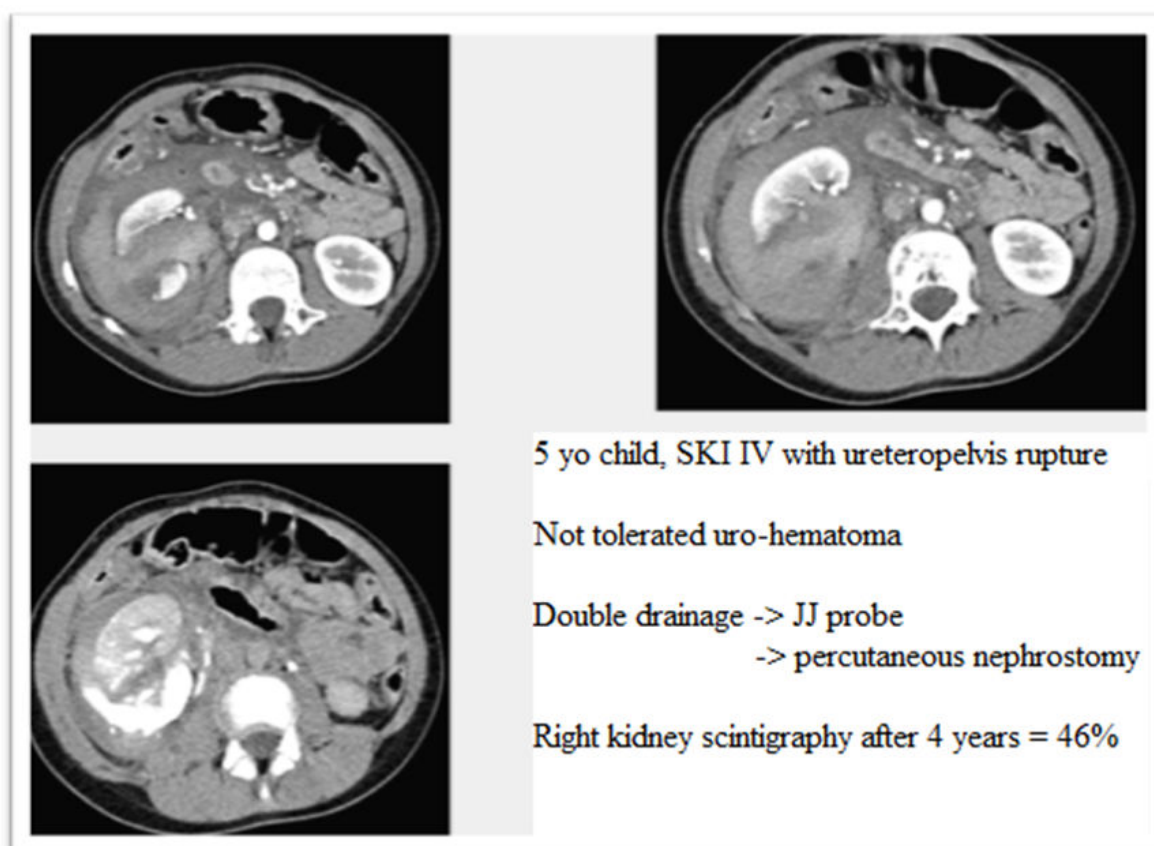 5 yo child, SKI IV with ureteropelvis rupture
Not tolerated uro-hematoma
Double drainage -> JJ probe
-> percutaneous nephrostomy
Right kidney scintigraphy after 4 years = 46%